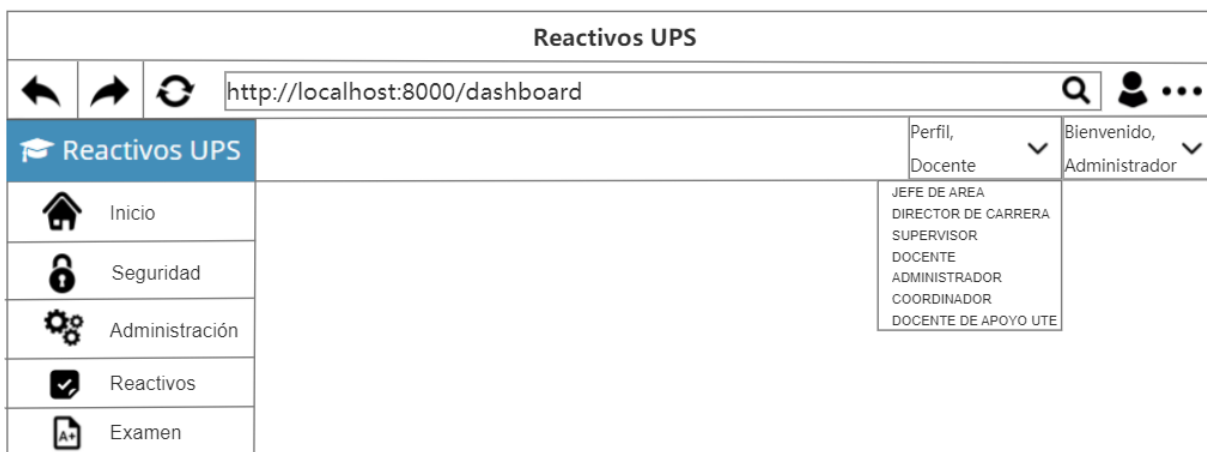 Reactivos UPS
http://localhost:8000/dashboard
Reactivos UPS
Perfil,
Docente
Bienvenido,
Administrador
JEFE DE AREA
DIRECTOR DE CARRERA
SUPERVISOR
DOCENTE
ADMINISTRADOR
COORDINADOR
DOCENTE DE APOYO UTE
Inicio
Seguridad
Administración
Reactivos
A+
Examen